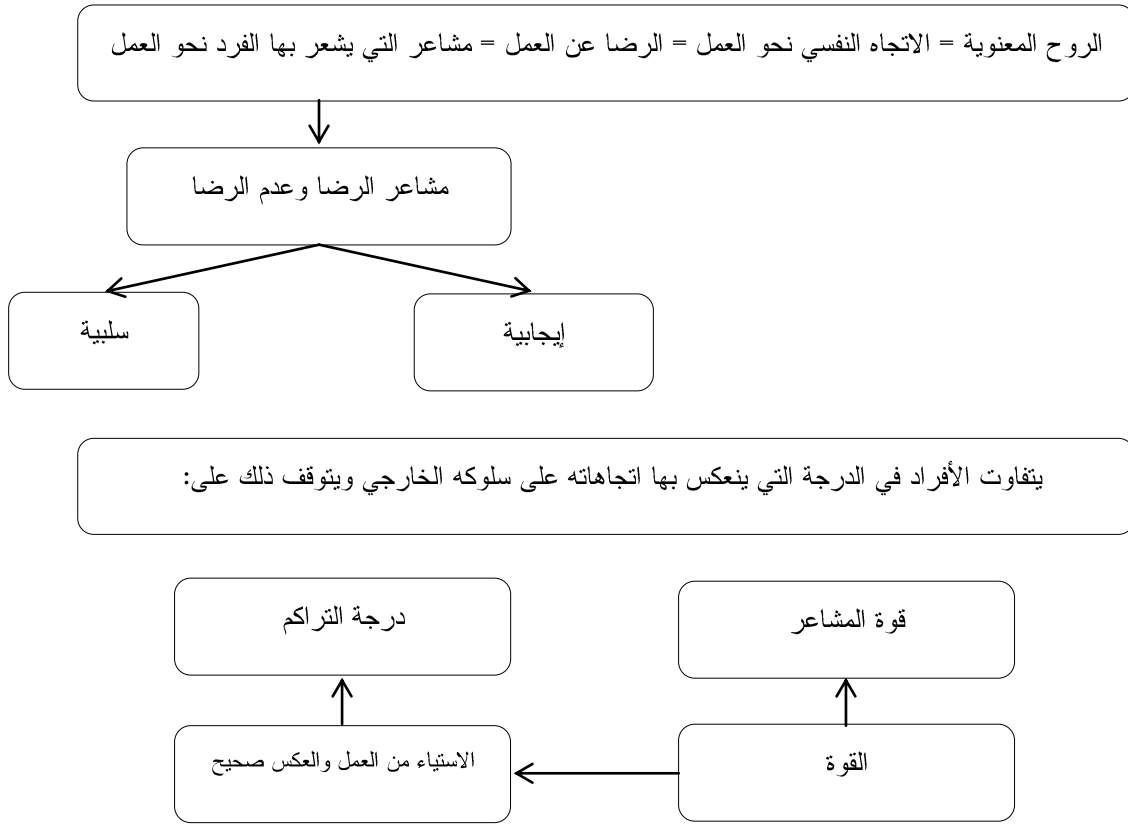 الروح المعنوية = الاتجاه النفسي نحو العمل = الرضا عن العمل = مشاعر التي يشعر بها الفرد نحو العمل
مشاعر الرضا وعدم الرضا
إيجابية
سلبية
يتفاوت الأفراد في الدرجة التي ينعكس بها اتجاهاته على سلوكه الخارجي ويتوقف ذلك على:
قوة المشاعر
درجة التراكم
القوة
الاستياء من العمل والعكس صحيح